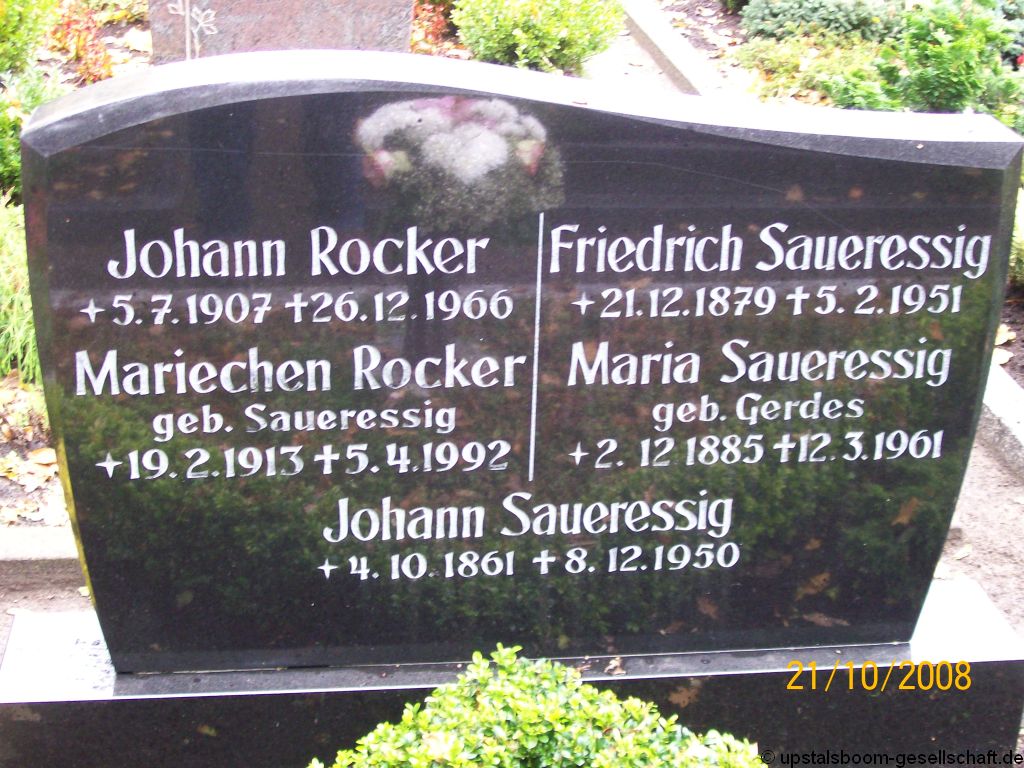 Johann Rocker
+5.7.1907 †26.12.1966
Mariechen Rocker
geb. Saueressig
+19.2.1913 †5.4.1992
Friedrich Saueressig
+21.12.1879 †5.2.1951
Maria Saueressig
geb. Gerdes
+2.12 1885 †12.3.1961
Johann Saueressig
+4.10.1861 †8.12.1950
21/10/2008
© upstalsboom-gesellschaft.de